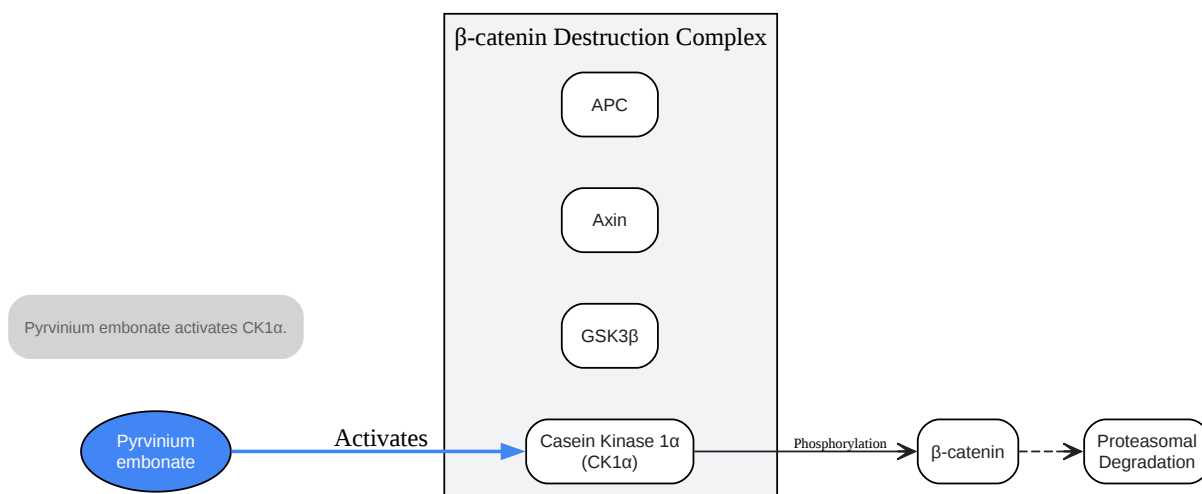 β-catenin Destruction Complex
APC
Axin
GSK3β
Pyrvinium embonate activates CK1α.
Pyrvinium
embonate
Activates
Casein Kinase 1α
(CK1α)
Phosphorylation
β-catenin
Proteasomal
Degradation